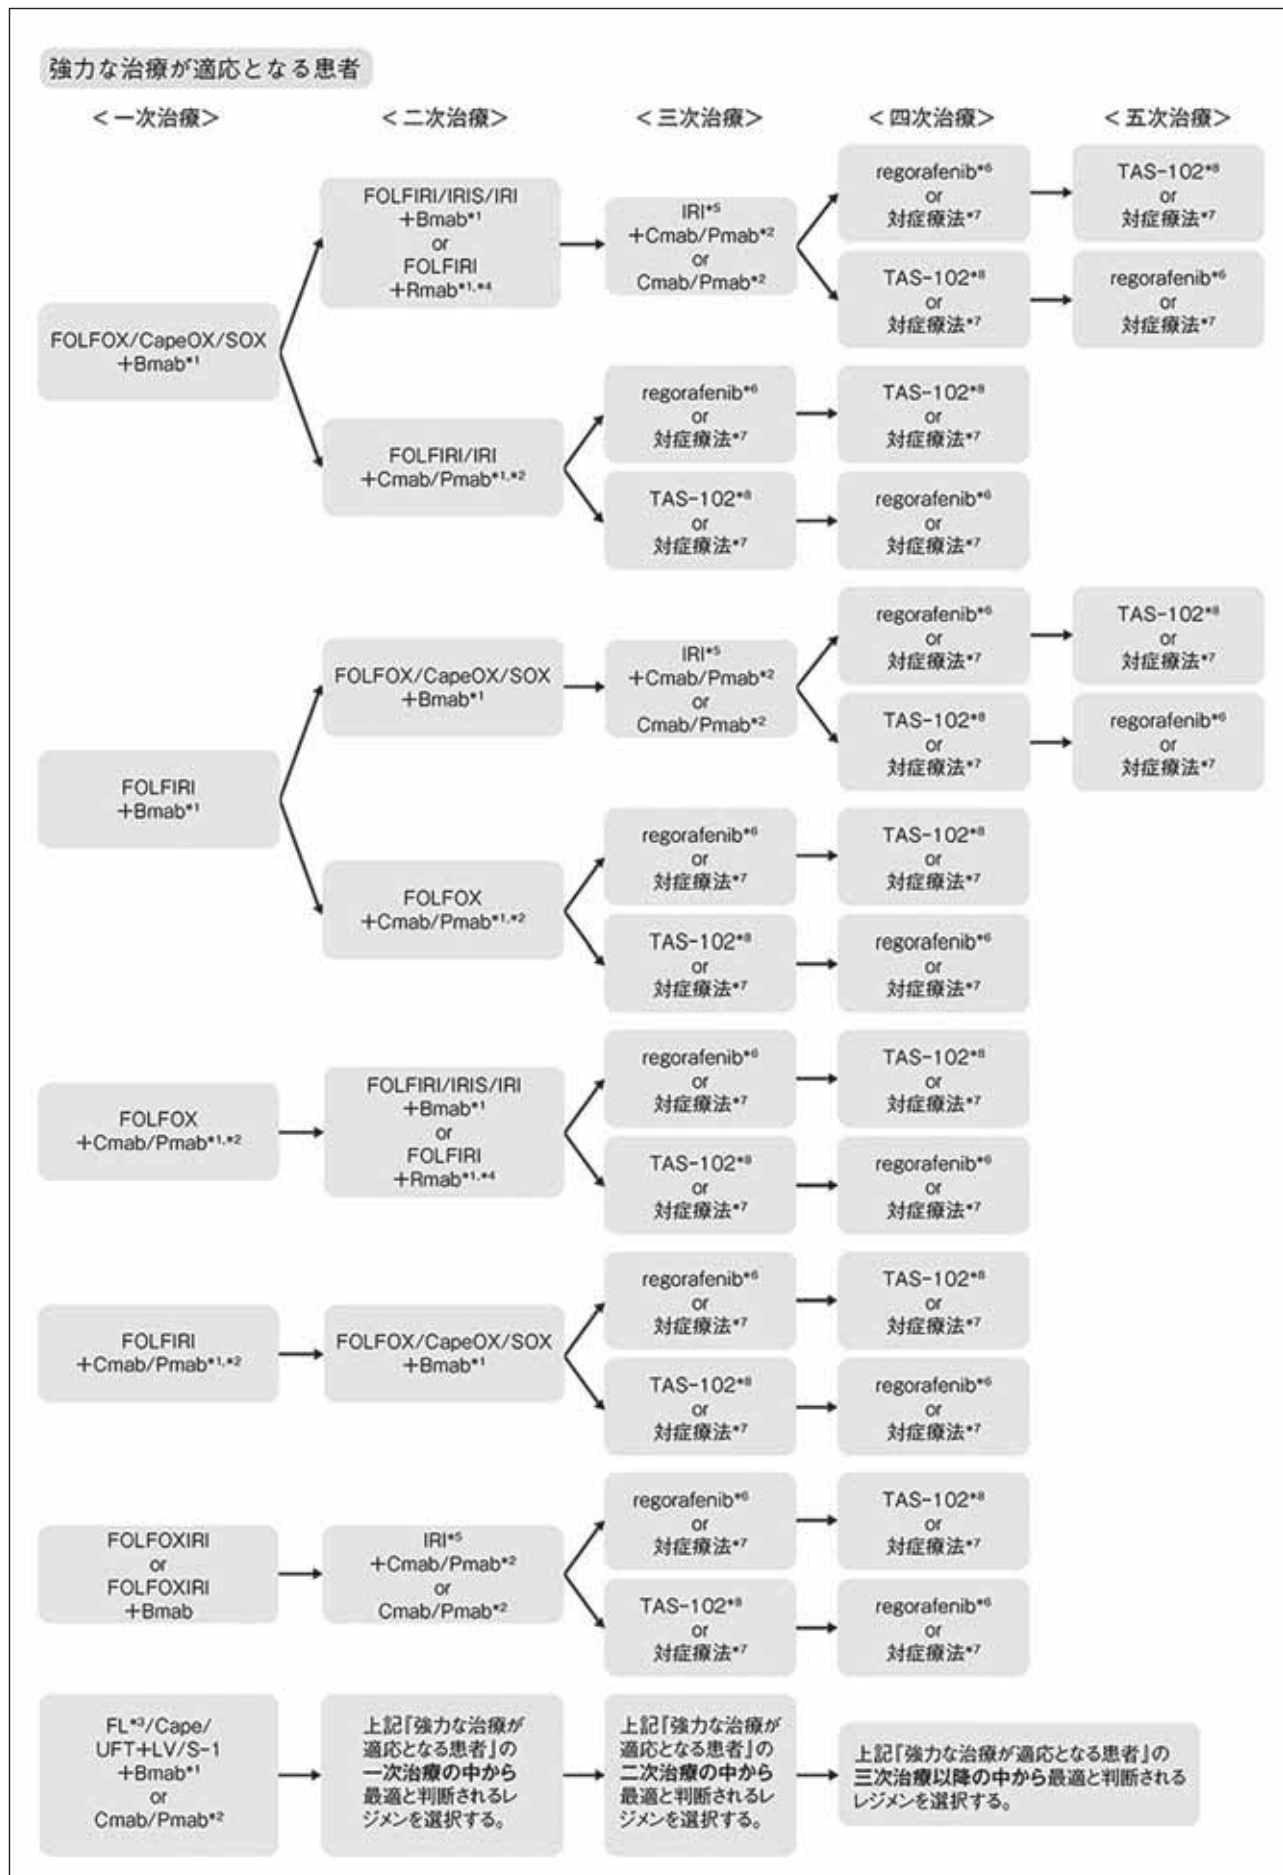 強力な治療が適応となる患者
<一次治療>
<二次治療>
<三次治療>
<四次治療>
<五次治療>
FOLFOX/CapeOX/SOX
+Bmab*1
FOLFIRI/IRIS/IRI
+Bmab*1
or
FOLFIRI
+Rmab*1,*4
IRI*5
+Cmab/Pmab*2
or
Cmab/Pmab*2
regorafenib*6
or
対症療法*7
TAS-102*8
or
対症療法*7
TAS-102*8
or
対症療法*7
regorafenib*6
or
対症療法*7
FOLFIRI/IRI
+Cmab/Pmab*1,*2
regorafenib*6
or
対症療法*7
TAS-102*8
or
対症療法*7
TAS-102*8
or
対症療法*7
regorafenib*6
or
対症療法*7
FOLFIRI
+Bmab*1
FOLFOX/CapeOX/SOX
+Bmab*1
IRI*5
+Cmab/Pmab*2
or
Cmab/Pmab*2
regorafenib*6
or
対症療法*7
TAS-102*8
or
対症療法*7
TAS-102*8
or
対症療法*7
regorafenib*6
or
対症療法*7
FOLFOX
+Cmab/Pmab*1,*2
regorafenib*6
or
対症療法*7
TAS-102*8
or
対症療法*7
TAS-102*8
or
対症療法*7
regorafenib*6
or
対症療法*7
FOLFOX
+Cmab/Pmab*1,*2
FOLFIRI/IRIS/IRI
+Bmab*1
or
FOLFIRI
+Rmab*1,*4
regorafenib*6
or
対症療法*7
TAS-102*8
or
対症療法*7
TAS-102*8
or
対症療法*7
regorafenib*6
or
対症療法*7
FOLFIRI
+Cmab/Pmab*1,*2
FOLFOX/CapeOX/SOX
+Bmab*1
regorafenib*6
or
対症療法*7
TAS-102*8
or
対症療法*7
TAS-102*8
or
対症療法*7
regorafenib*6
or
対症療法*7
FOLFOXIRI
or
FOLFOXIRI
+Bmab
IRI*5
+Cmab/Pmab*2
or
Cmab/Pmab*2
regorafenib*6
or
対症療法*7
TAS-102*8
or
対症療法*7
TAS-102*8
or
対症療法*7
regorafenib*6
or
対症療法*7
FL*3/Cape/
UFT+LV/S-1
+Bmab*1
or
Cmab/Pmab*2
上記『強力な治療が
適応となる患者』の
一次治療の中から
最適と判断されるレ
ジメンを選択する。
上記『強力な治療が
適応となる患者』の
二次治療の中から
最適と判断されるレ
ジメンを選択する。
上記『強力な治療が適応となる患者』の
三次治療以降の中から最適と判断される
レジメンを選択する。